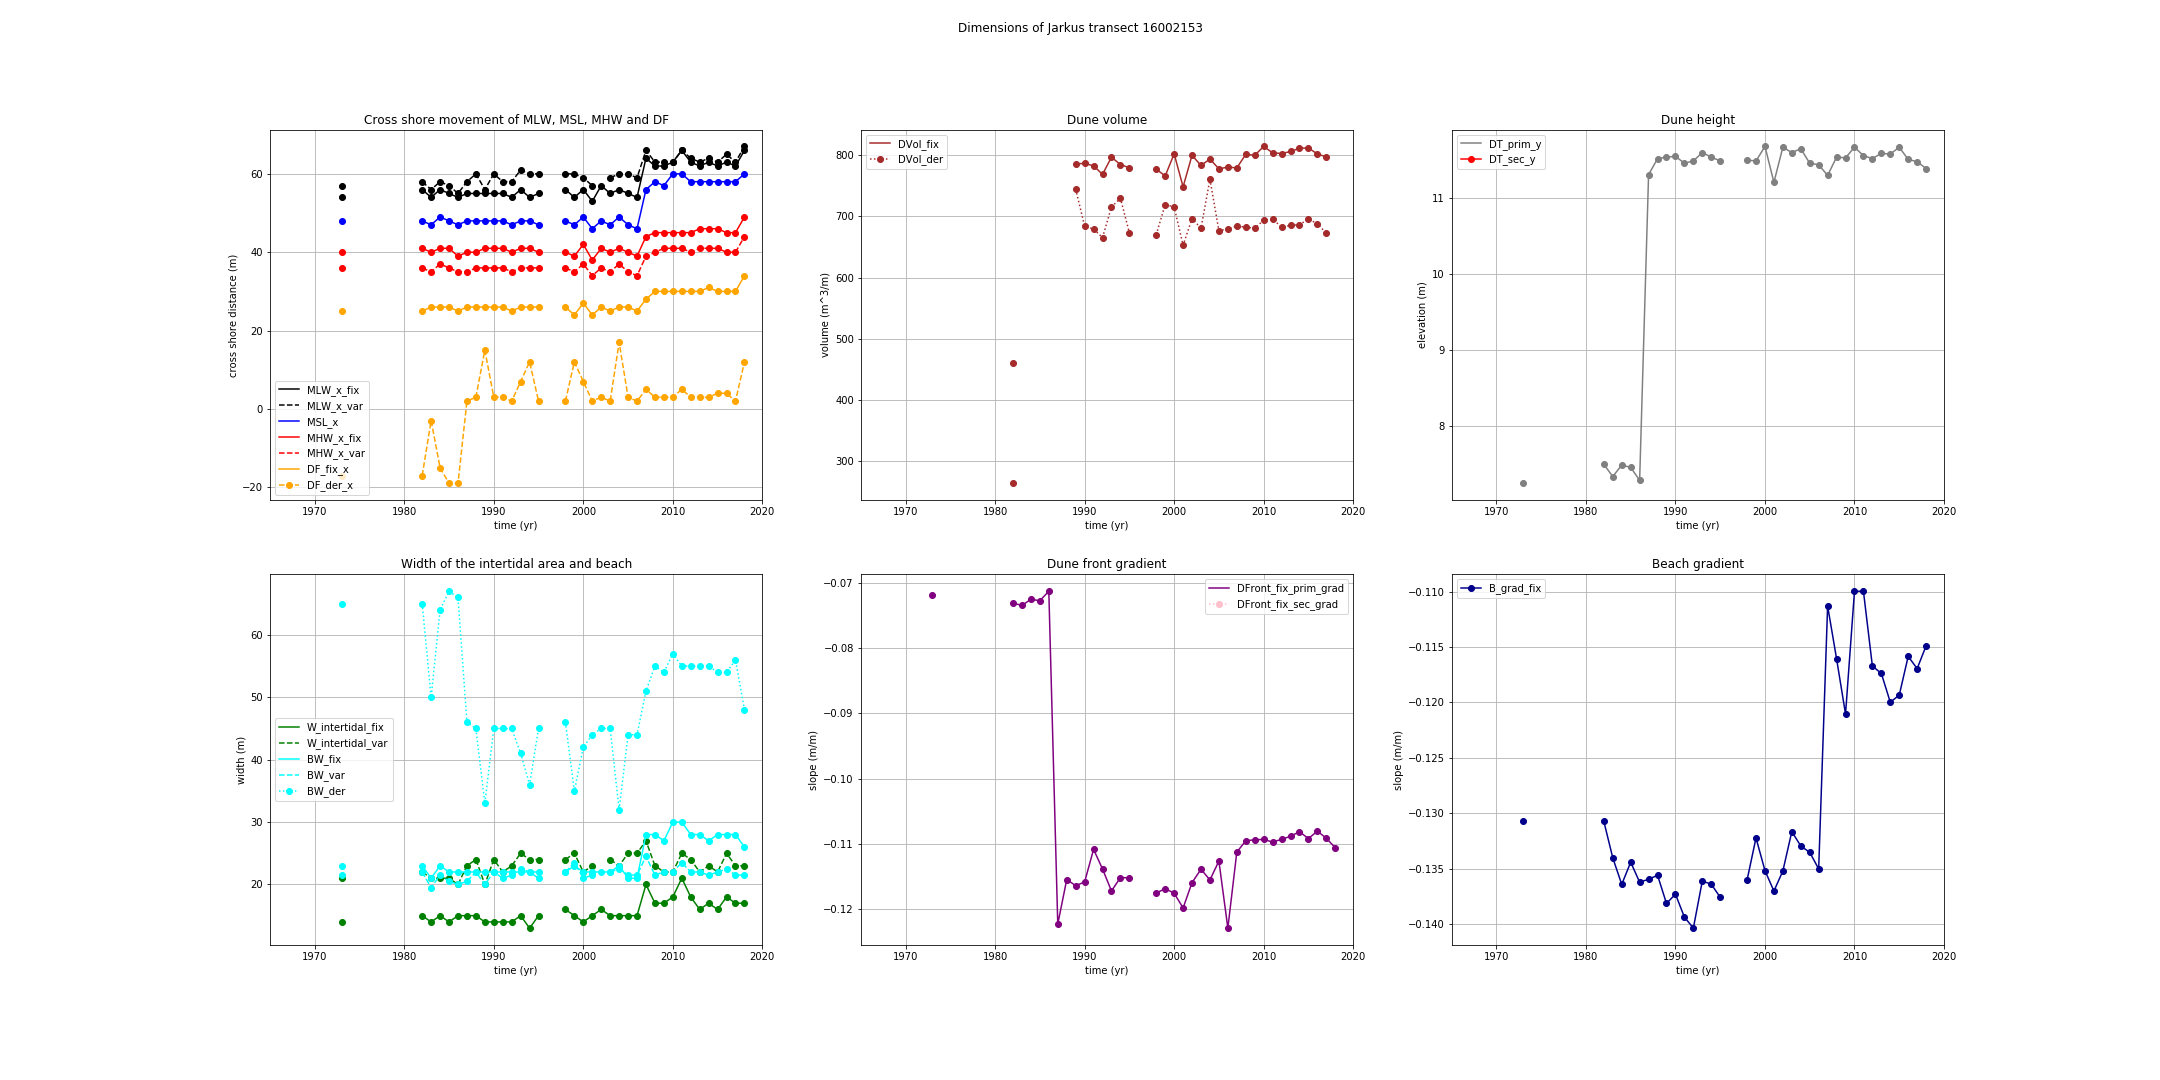 Dimensions of Jarkus transect 16002153
Cross shore movement of MLW, MSL, MHW and DF
cross shore distance (m)
60
40
20
0
−20
MLW_x_fix
MLW_x_var
MSL_x
MHW_x_fix
MHW_x_var
DF_fix_x
DF_der_x
1970 1980 1990 2000 2010 2020
time (yr)
Dune volume
volume (m^3/m)
800
700
600
500
400
300
DVol_fix
DVol_der
1970 1980 1990 2000 2010 2020
time (yr)
Dune height
elevation (m)
11
10
9
8
DT_prim_y
DT_sec_y
1970 1980 1990 2000 2010 2020
time (yr)
Width of the intertidal area and beach
width (m)
60
50
40
30
20
W_intertidal_fix
W_intertidal_var
BW_fix
BW_var
BW_der
1970 1980 1990 2000 2010 2020
time (yr)
Dune front gradient
slope (m/m)
−0.07
−0.08
−0.09
−0.10
−0.11
−0.12
DFront_fix_prim_grad
DFront_fix_sec_grad
1970 1980 1990 2000 2010 2020
time (yr)
Beach gradient
slope (m/m)
−0.110
−0.115
−0.120
−0.125
−0.130
−0.135
−0.140
B_grad_fix
1970 1980 1990 2000 2010 2020
time (yr)